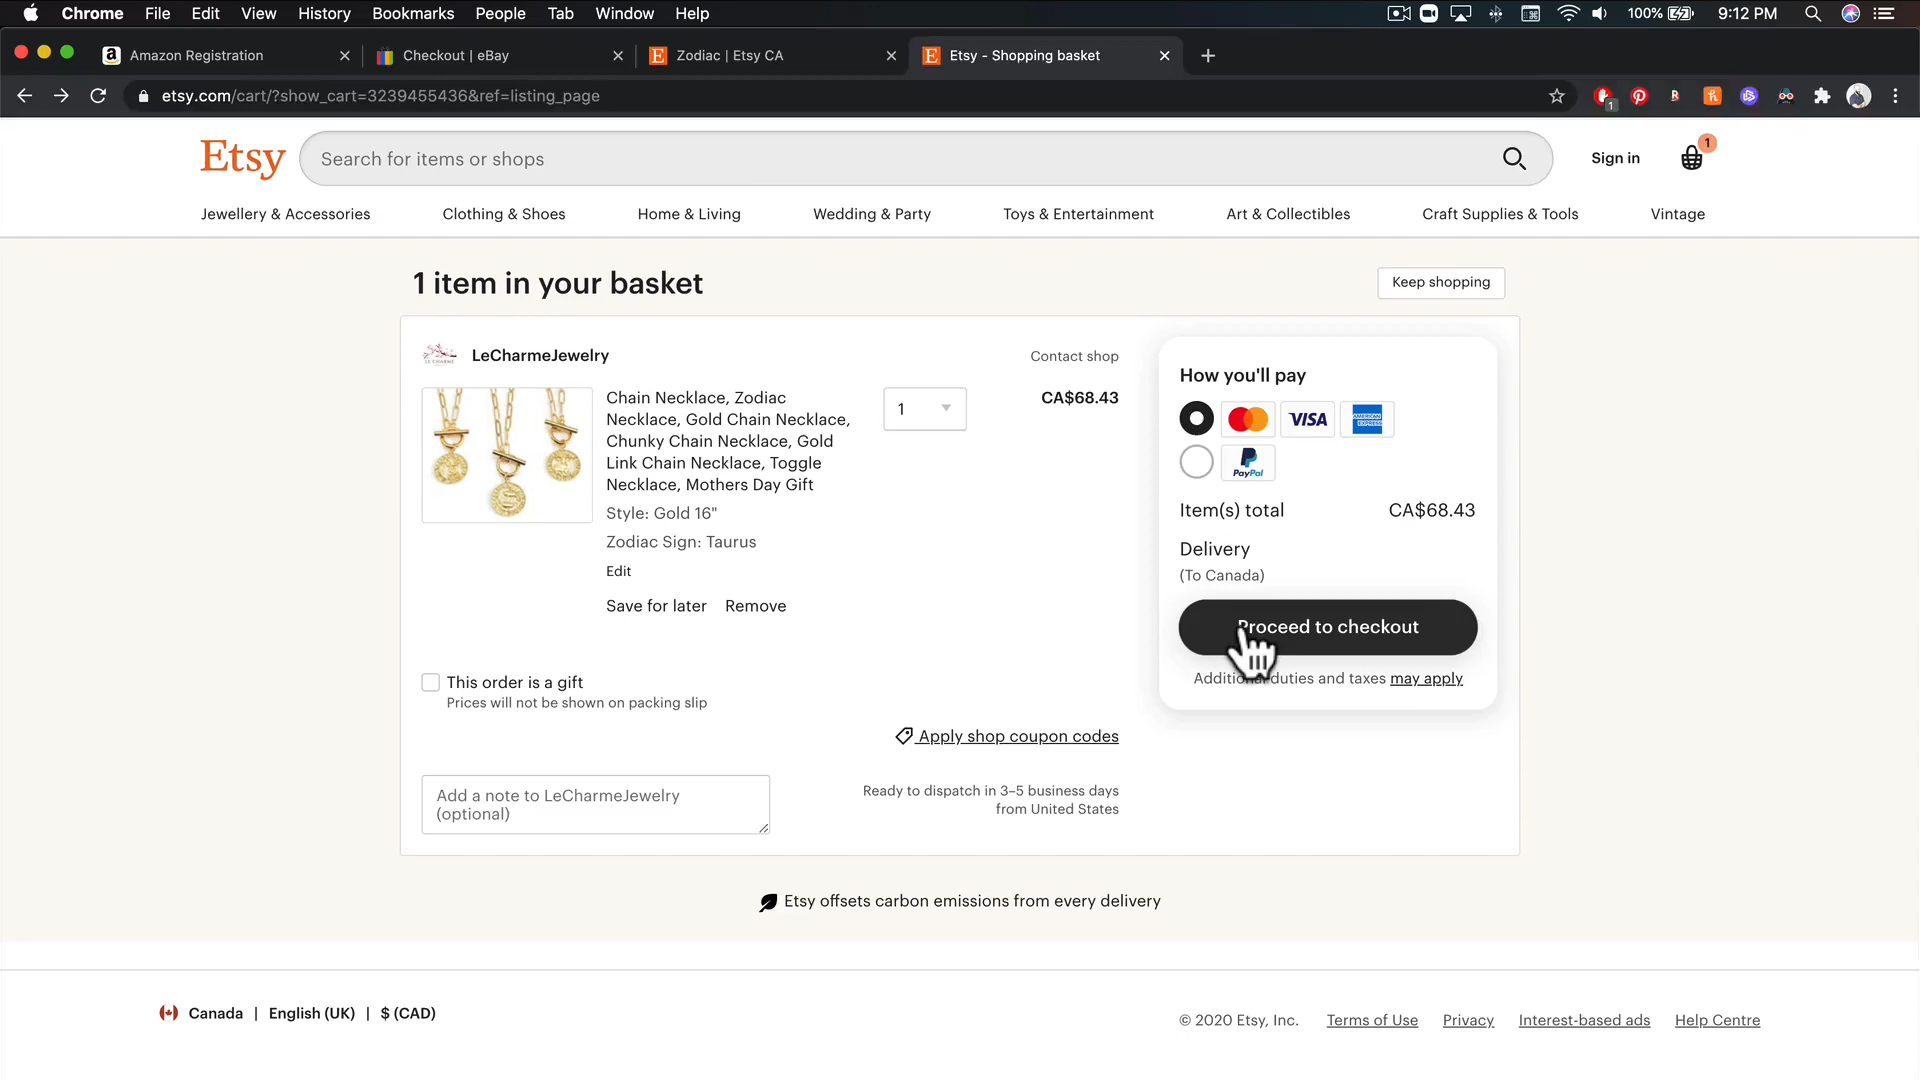 Chrome File Edit View History Bookmarks People Tab Window Help 100% 9:12 PM
Amazon Registration Checkout | eBay Zodiac | Etsy CA Etsy - Shopping basket
etsy.com/cart/?show_cart=3239455436&ref=listing_page 1
Etsy Search for items or shops Sign in 1
Jewellery & Accessories Clothing & Shoes Home & Living Wedding & Party Toys & Entertainment Art & Collectibles Craft Supplies & Tools Vintage
1 item in your basket Keep shopping
LE CHARME LeCharmeJewelry Contact shop
Chain Necklace, Zodiac
Necklace, Gold Chain Necklace,
Chunky Chain Necklace, Gold
Link Chain Necklace, Toggle
Necklace, Mothers Day Gift
Style: Gold 16"
Zodiac Sign: Taurus
Edit
Save for later Remove
1
CA$68.43
This order is a gift
Prices will not be shown on packing slip
Apply shop coupon codes
Add a note to LeCharmeJewelry
(optional)
Ready to dispatch in 3–5 business days
from United States
How you'll pay
VISA AMERICAN EXPRESS
PayPal
Item(s) total CA$68.43
Delivery
(To Canada)
Proceed to checkout
Additional duties and taxes may apply
Etsy offsets carbon emissions from every delivery
Canada | English (UK) | $ (CAD)
© 2020 Etsy, Inc. Terms of Use Privacy Interest-based ads Help Centre